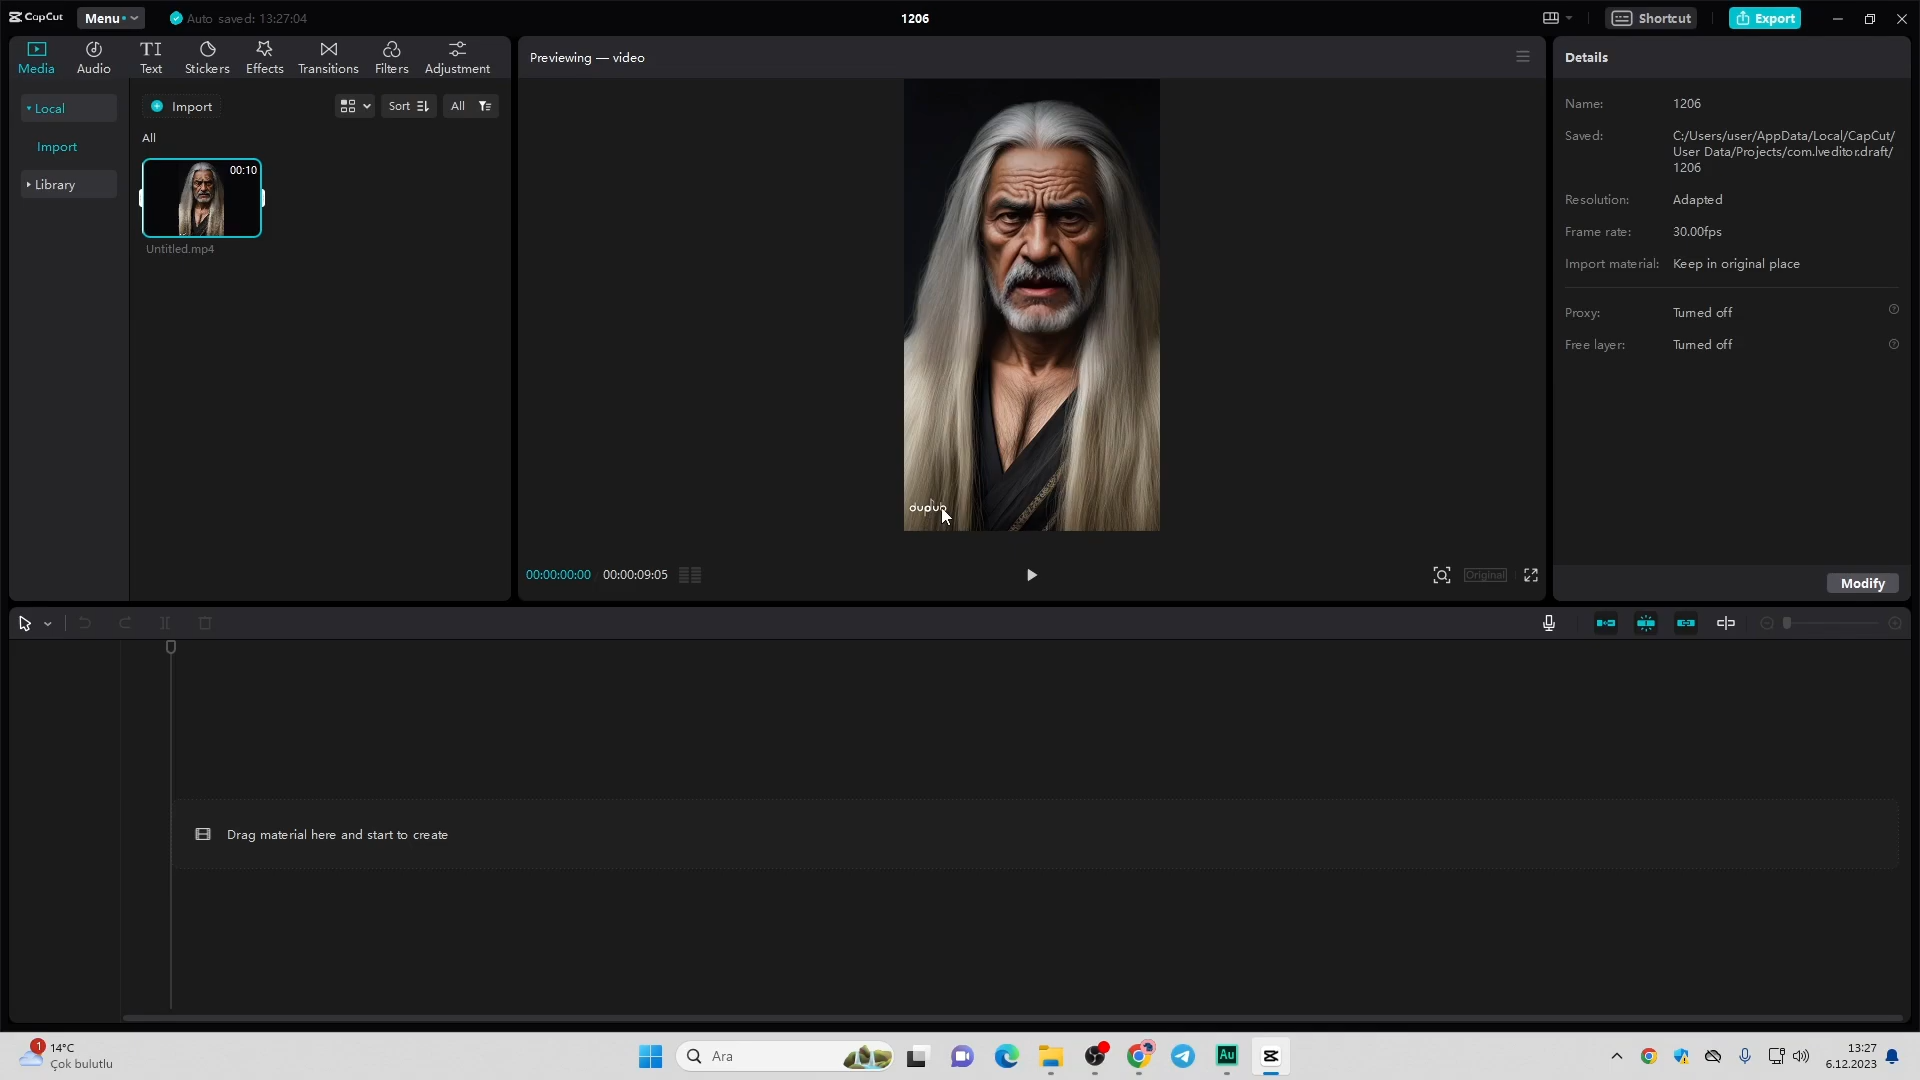 CapCut
Menu
Auto saved: 13:27:04
1206
Shortcut
Export
Media
Audio
TI
Text
Stickers
Effects
Transitions
Filters
Adjustment
Local
Import
Library
Import
Sort
All
All
00:10
Untitled.mp4
Previewing — video
dupub
00:00:00:00
00:00:09:05
Original
Details
Name:
1206
Saved:
C:/Users/user/AppData/Local/CapCut/
User Data/Projects/com.lveditor.draft/
1206
Resolution:
Adapted
Frame rate:
30.00fps
Import material:
Keep in original place
Proxy:
Turned off
Free layer:
Turned off
Modify
Drag material here and start to create
1
14°C
Çok bulutlu
Ara
Au
13:27
6.12.2023